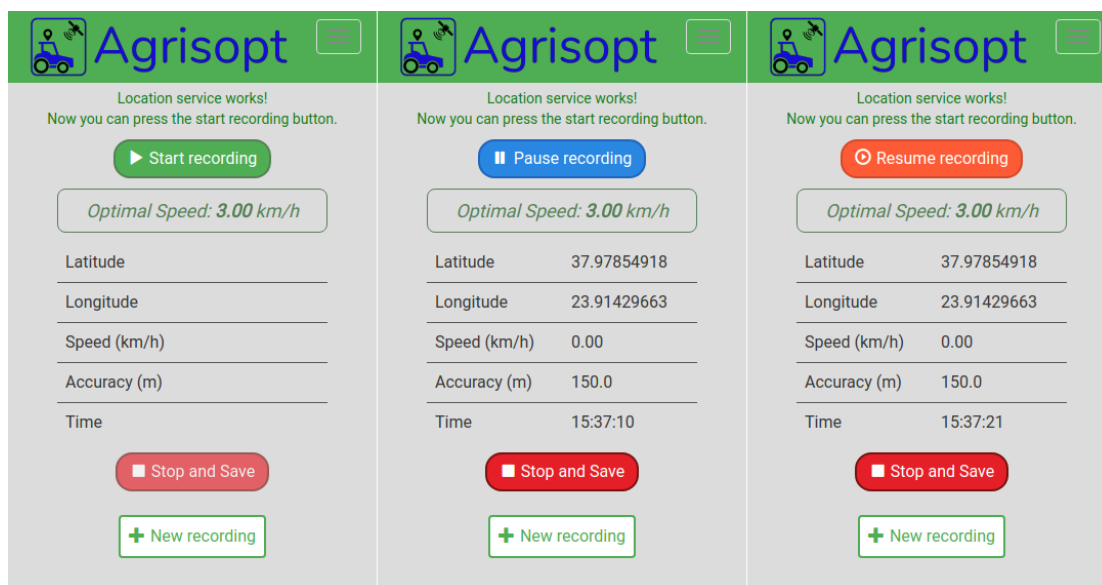 Agrisopt
Location service works!
Now you can press the start recording button.
Start recording
Optimal Speed: 3.00 km/h
Latitude
Longitude
Speed (km/h)
Accuracy (m)
Time
Stop and Save
New recording
Agrisopt
Location service works!
Now you can press the start recording button.
Pause recording
Optimal Speed: 3.00 km/h
Latitude 37.97854918
Longitude 23.91429663
Speed (km/h) 0.00
Accuracy (m) 150.0
Time 15:37:10
Stop and Save
New recording
Agrisopt
Location service works!
Now you can press the start recording button.
Resume recording
Optimal Speed: 3.00 km/h
Latitude 37.97854918
Longitude 23.91429663
Speed (km/h) 0.00
Accuracy (m) 150.0
Time 15:37:21
Stop and Save
New recording